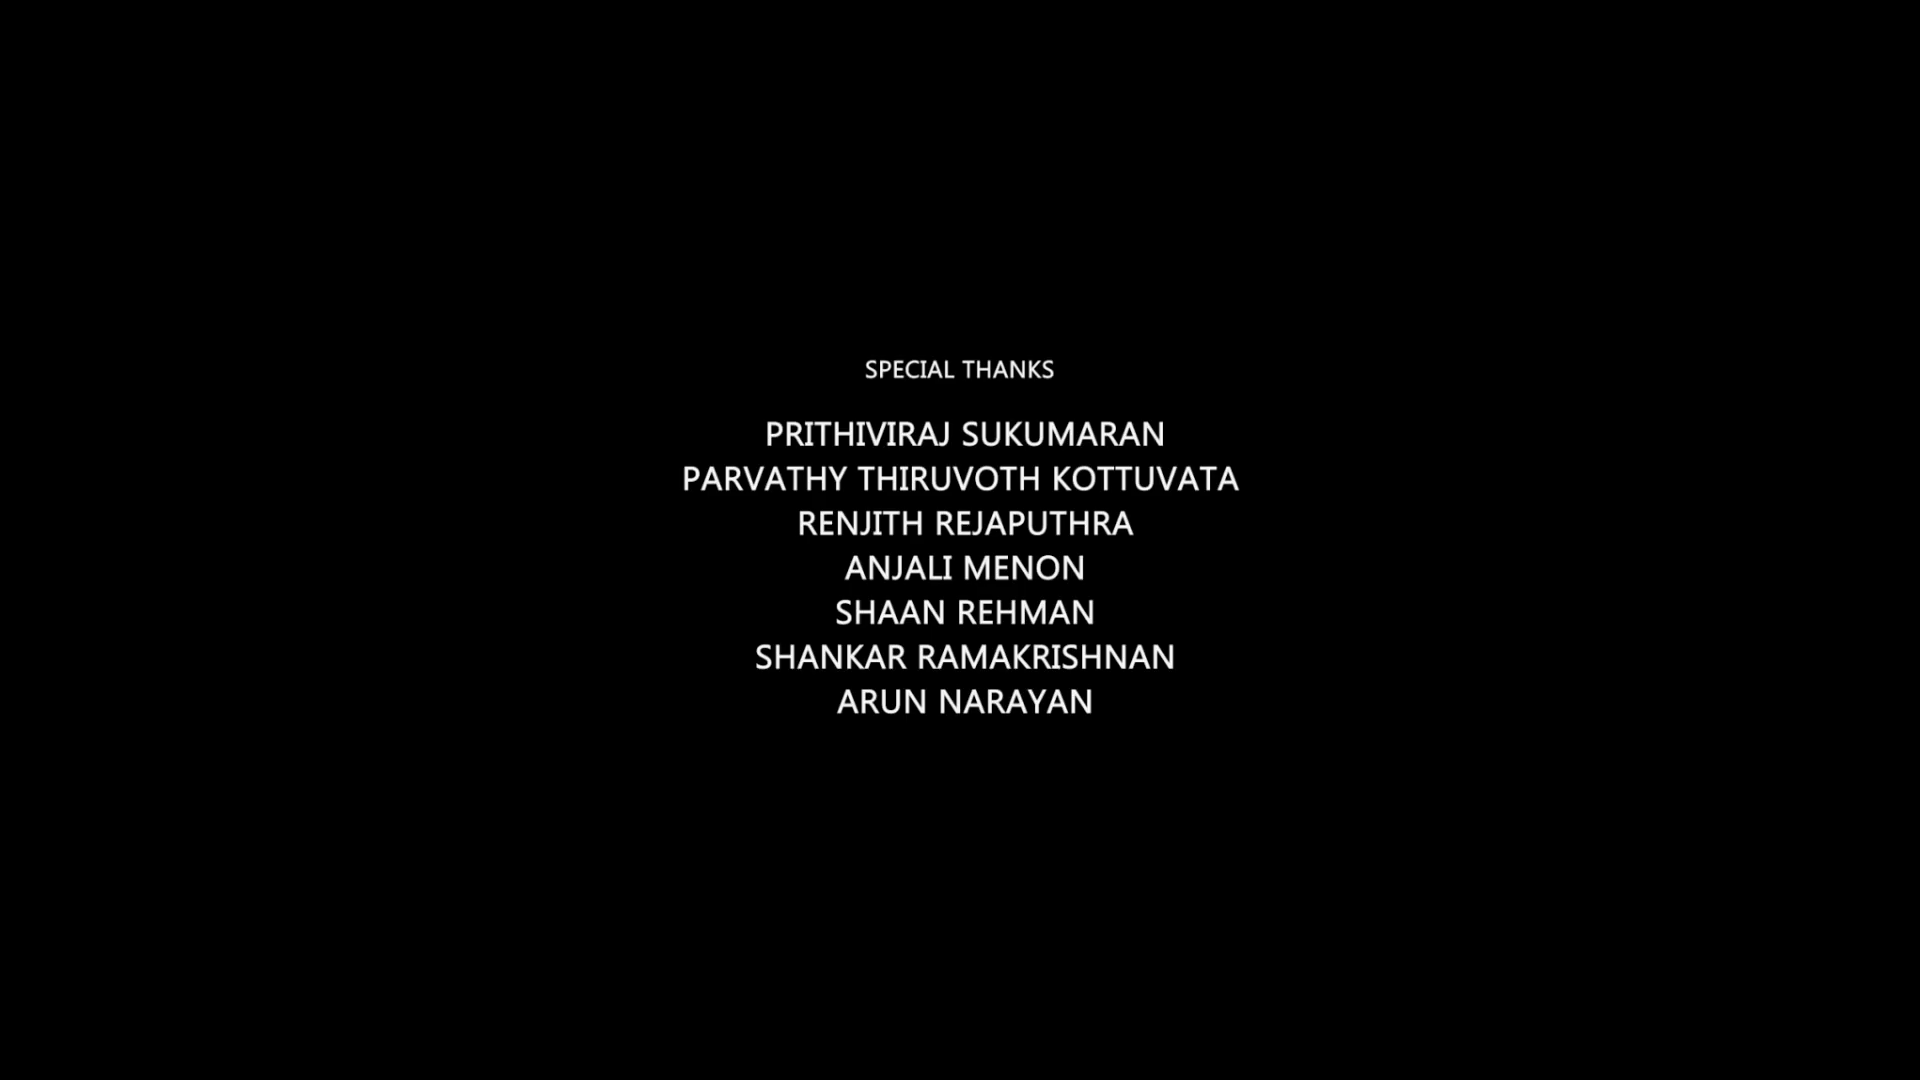 SPECIAL THANKS
PRITHIVIRAJ SUKUMARAN
PARVATHY THIRUVOTH KOTTUVATA
RENJITH REJAPUTHRA
ANJALI MENON
SHAAN REHMAN
SHANKAR RAMAKRISHNAN
ARUN NARAYAN